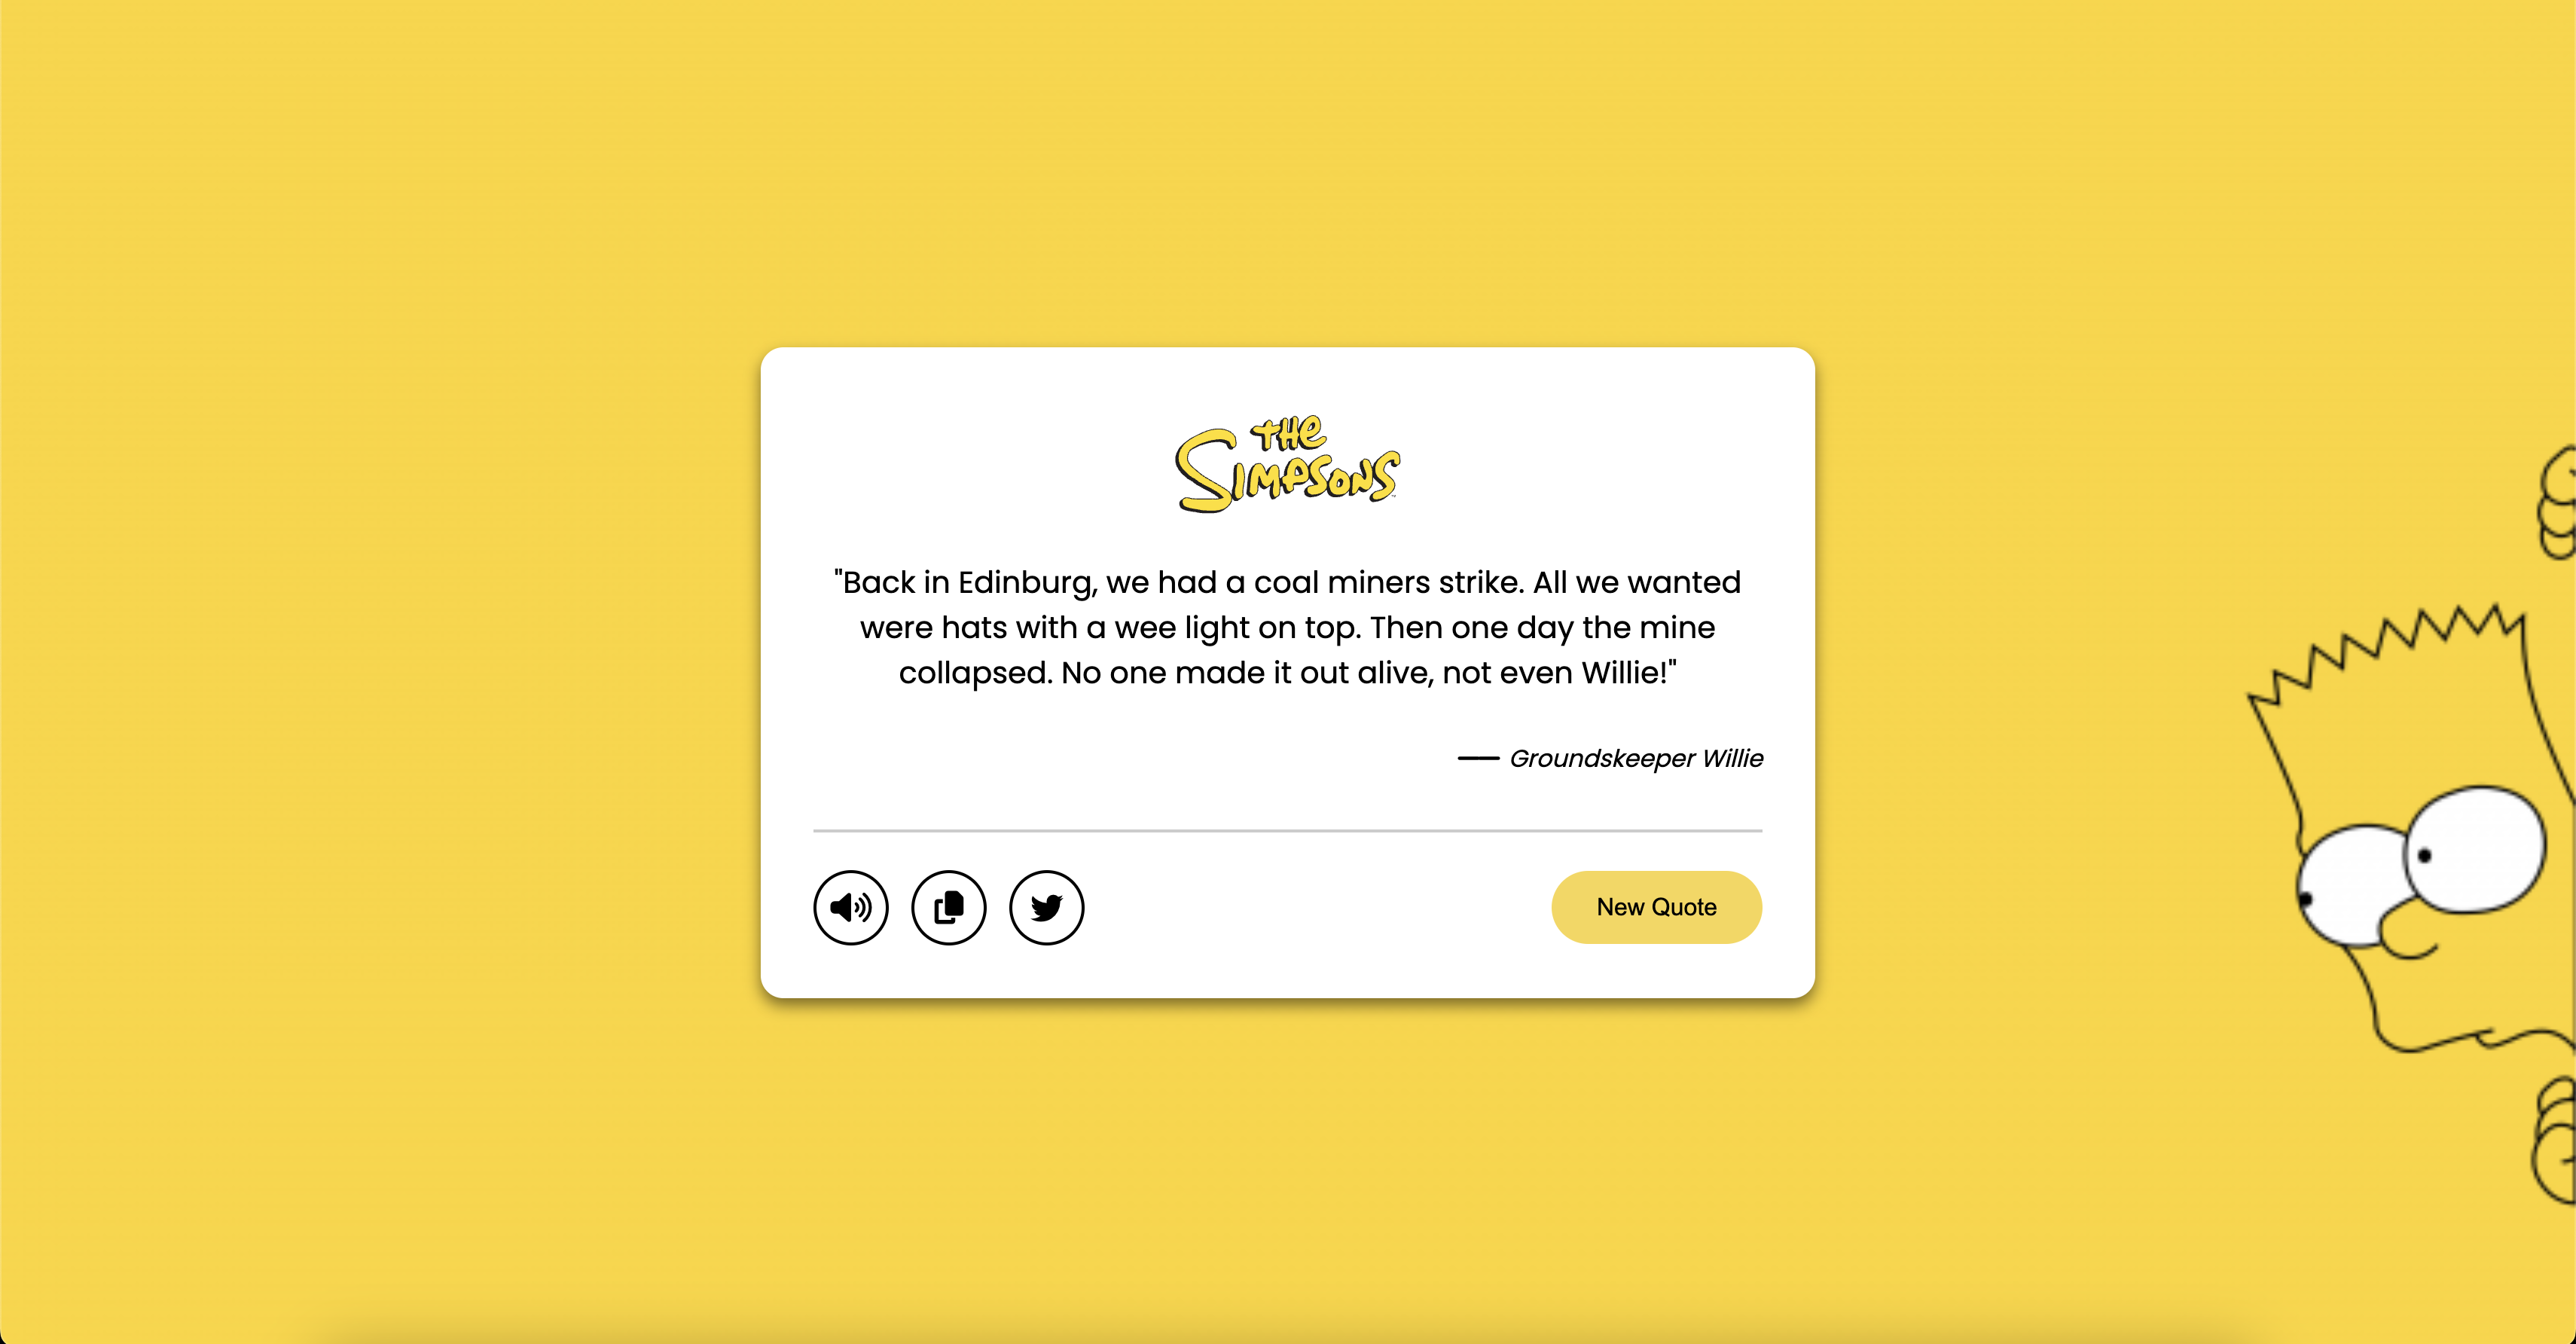 THE
SIMPSONS
"Back in Edinburg, we had a coal miners strike. All we wanted
were hats with a wee light on top. Then one day the mine
collapsed. No one made it out alive, not even Willie!"
—— Groundskeeper Willie
New Quote